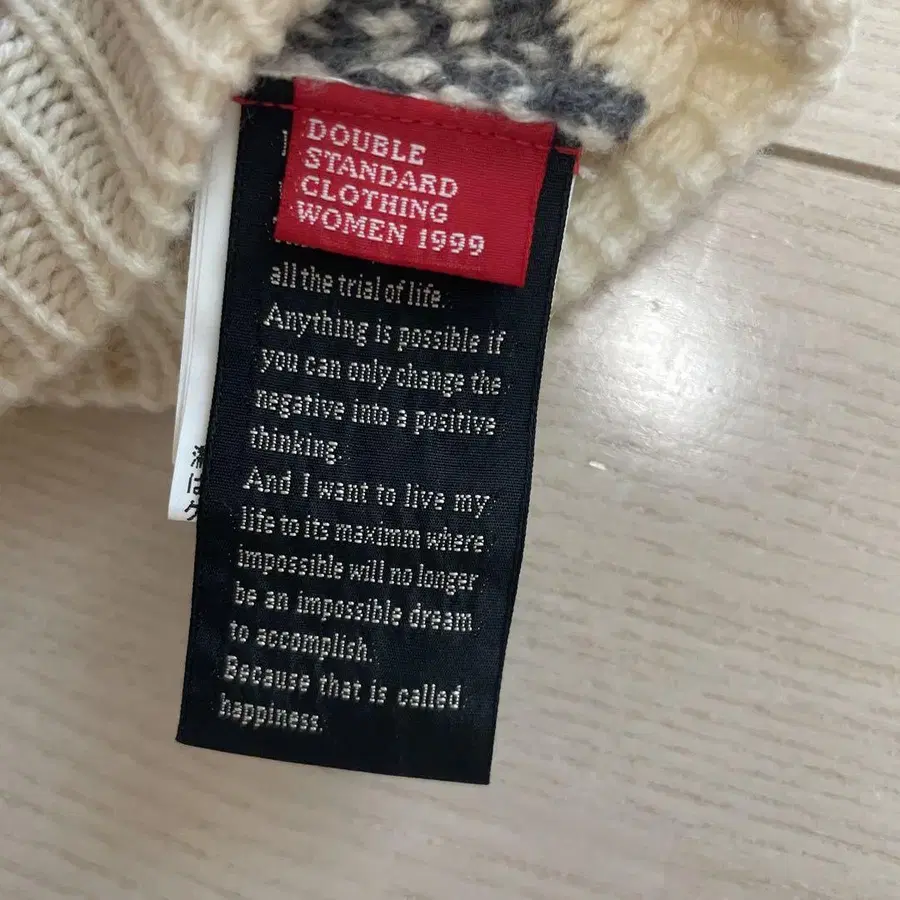 DOUBLE
STANDARD
CLOTHING
WOMEN 1999
all the trial of life.
Anything is possible if
you can only change the
negative into a positive
thinking.
And I want to live my
life to its maximm where
impossible will no longer
be an impossible dream
to accomplish.
Because that is called
happiness.